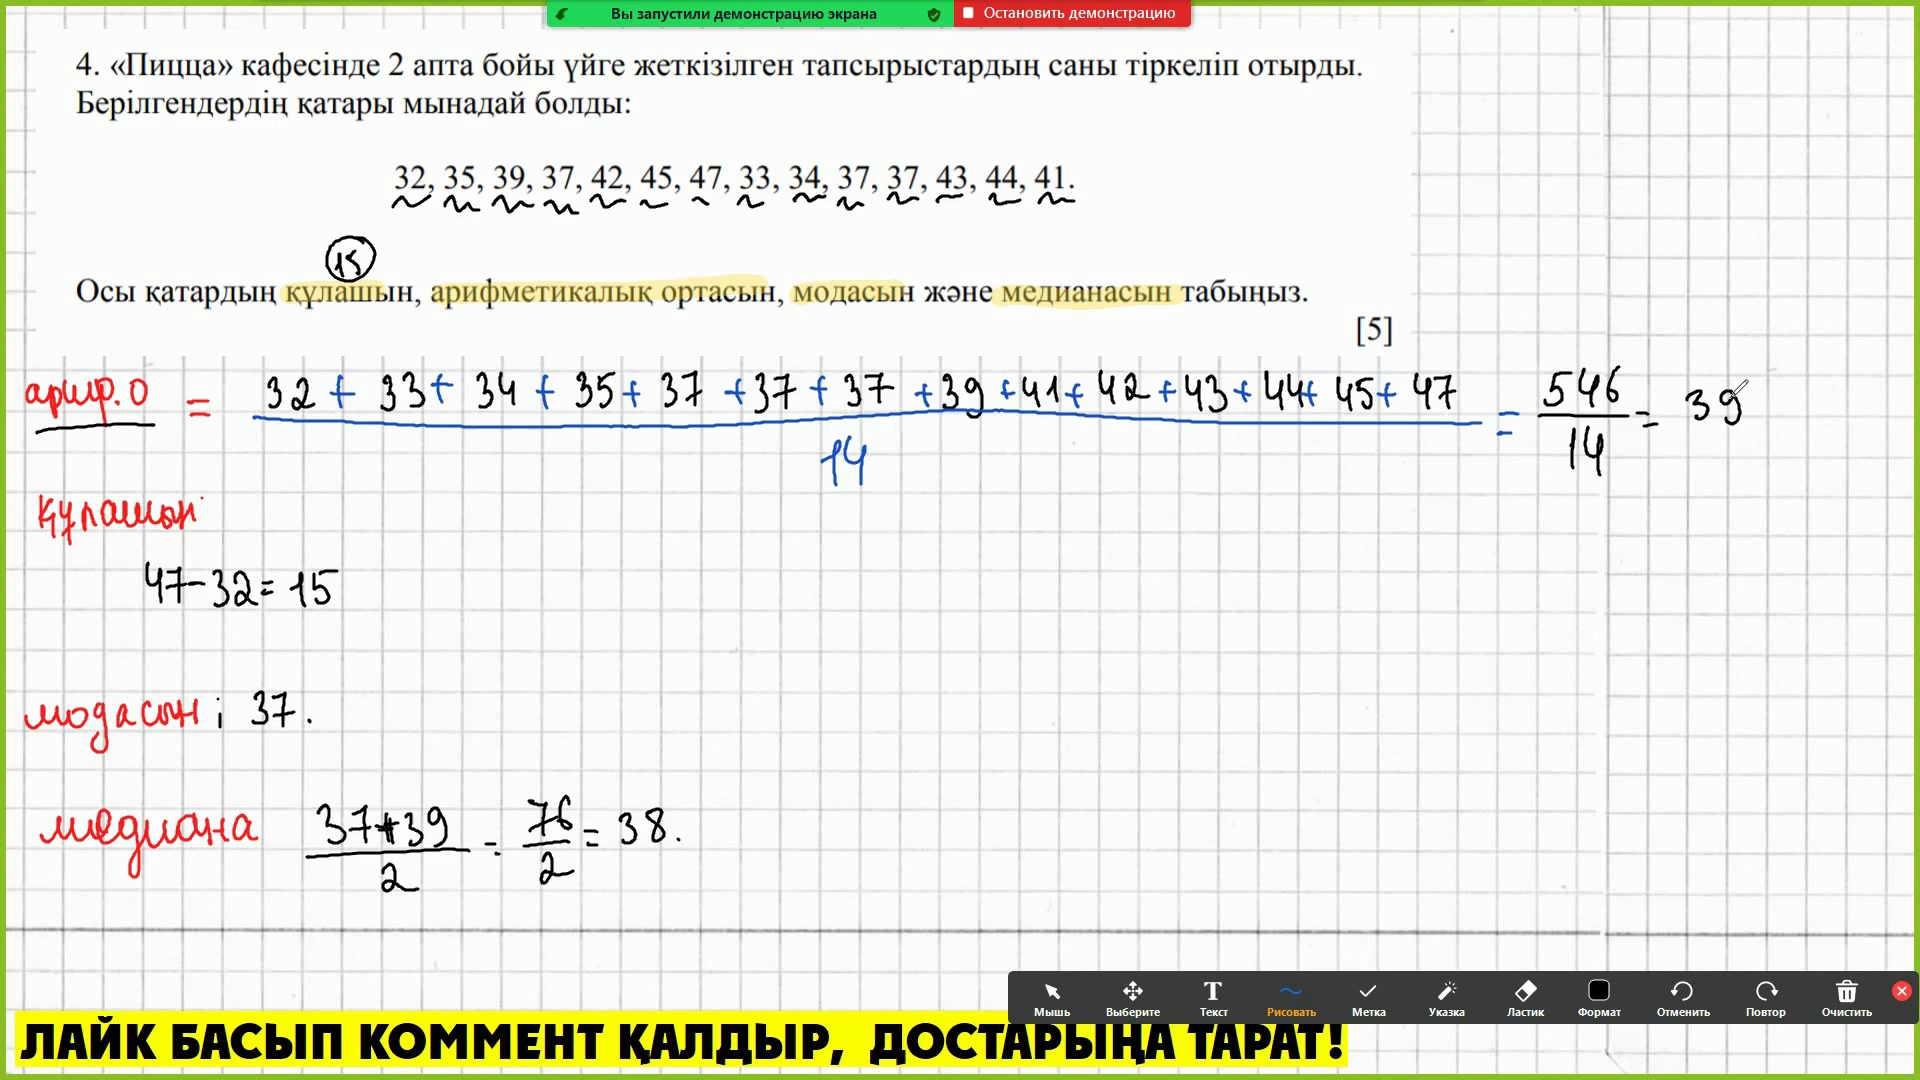 Вы запустили демонстрацию экрана
Остановить демонстрацию
4. «Пицца» кафесінде 2 апта бойы үйге жеткізілген тапсырыстардың саны тіркеліп отырды.
Берілгендердің қатары мынадай болды:
32, 35, 39, 37, 42, 45, 47, 33, 34, 37, 37, 43, 44, 41.
15
Осы қатардың құлашын, арифметикалық ортасын, модасын және медианасын табыңыз.
[5]
ариф. О = 32 + 33 + 34 + 35 + 37 + 37 + 37 + 39 + 41 + 42 + 43 + 44 + 45 + 47 / 14 = 546 / 14 = 39
құлашын
47-32=15
модасын: 37.
медиана 37+39 / 2 = 76 / 2 = 38.
Мышь Выберите Текст Рисовать Метка Указка Ластик Формат Отменить Повтор Очистить
ЛАЙК БАСЫП КОММЕНТ ҚАЛДЫР, ДОСТАРЫҢА ТАРАТ!